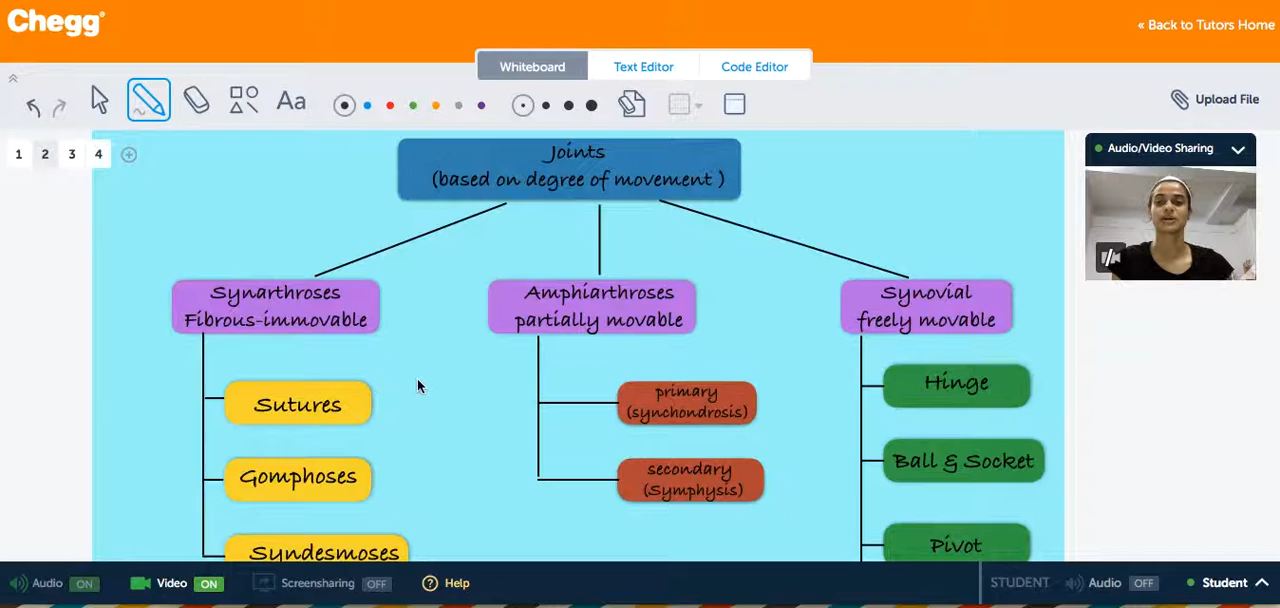 Chegg
« Back to Tutors Home
Whiteboard
Text Editor
Code Editor
Aa
Upload File
1 2 3 4
Audio/Video Sharing
Joints
(based on degree of movement )
Synarthroses
Fibrous-immovable
Amphiarthroses
partially movable
Synovial
freely movable
Sutures
Gomphoses
Syndesmoses
primary
(synchondrosis)
secondary
(Symphysis)
Hinge
Ball & Socket
Pivot
Audio ON
Video ON
Screensharing OFF
Help
STUDENT
Audio OFF
Student